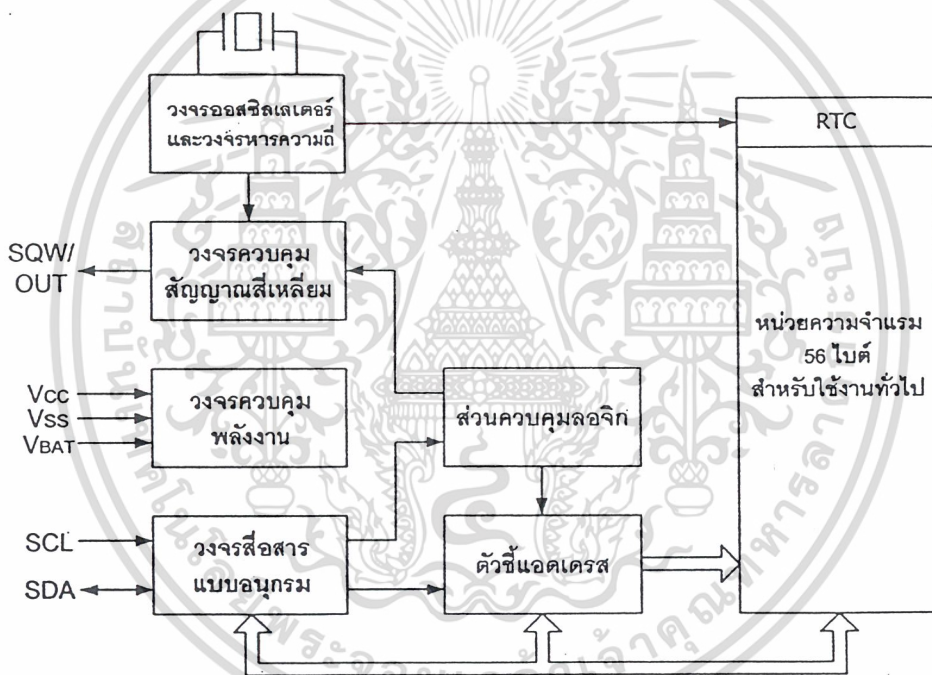 วงจรออสซิลเลเตอร์
และวงจรหารความถี่
RTC
SQW/
OUT
วงจรควบคุม
สัญญาณสี่เหลี่ยม
หน่วยความจำแรม
56 ไบต์
สำหรับใช้งานทั่วไป
VCC
VSS
VBAT
วงจรควบคุม
พลังงาน
ส่วนควบคุมลอจิก
SCL
SDA
วงจรสื่อสาร
แบบอนุกรม
ตัวชี้แอดเดรส